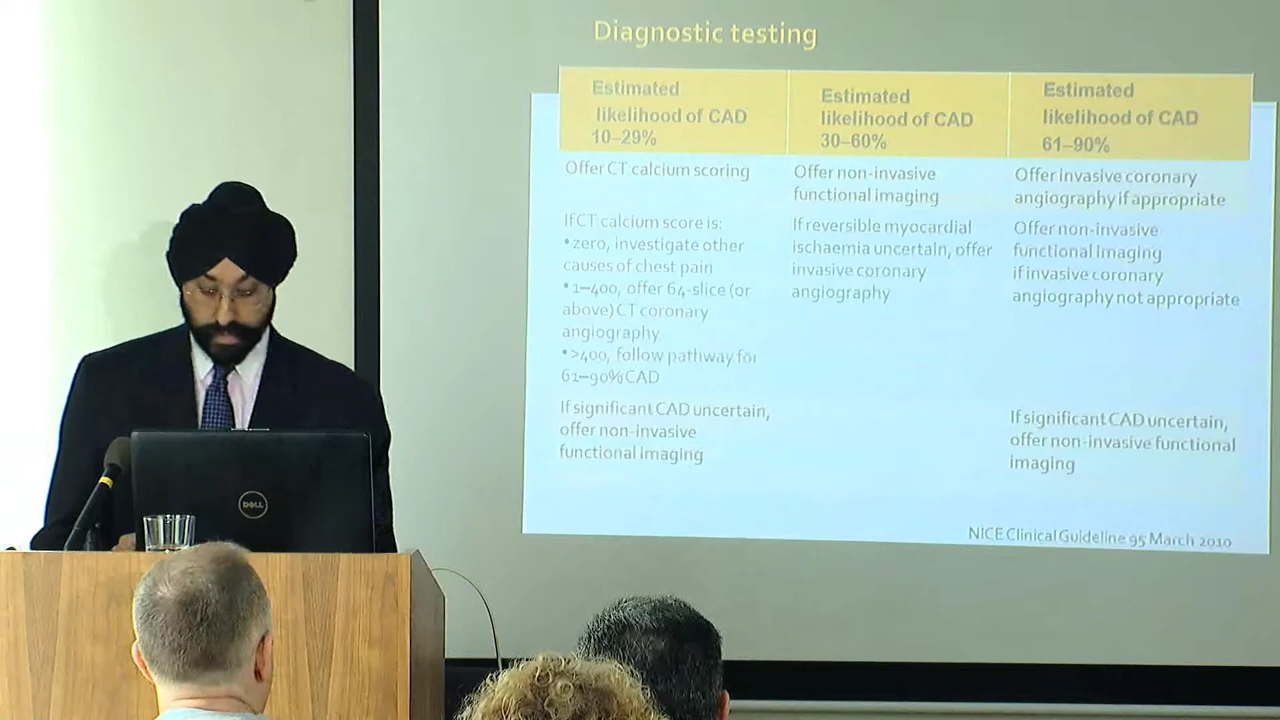 Diagnostic testing
Estimated
likelihood of CAD
10–29%
Estimated
likelihood of CAD
30–60%
Estimated
likelihood of CAD
61–90%
Offer CT calcium scoring
Offer non-invasive
functional imaging
Offer invasive coronary
angiography if appropriate
If CT calcium score is:
•zero, investigate other
causes of chest pain
•1–400, offer 64-slice (or
above) CT coronary
angiography
•>400, follow pathway for
61–90% CAD
If reversible myocardial
ischaemia uncertain, offer
invasive coronary
angiography
Offer non-invasive
functional imaging
if invasive coronary
angiography not appropriate
If significant CAD uncertain,
offer non-invasive
functional imaging
If significant CAD uncertain,
offer non-invasive functional
imaging
NICE Clinical Guideline 95 March 2010
DELL